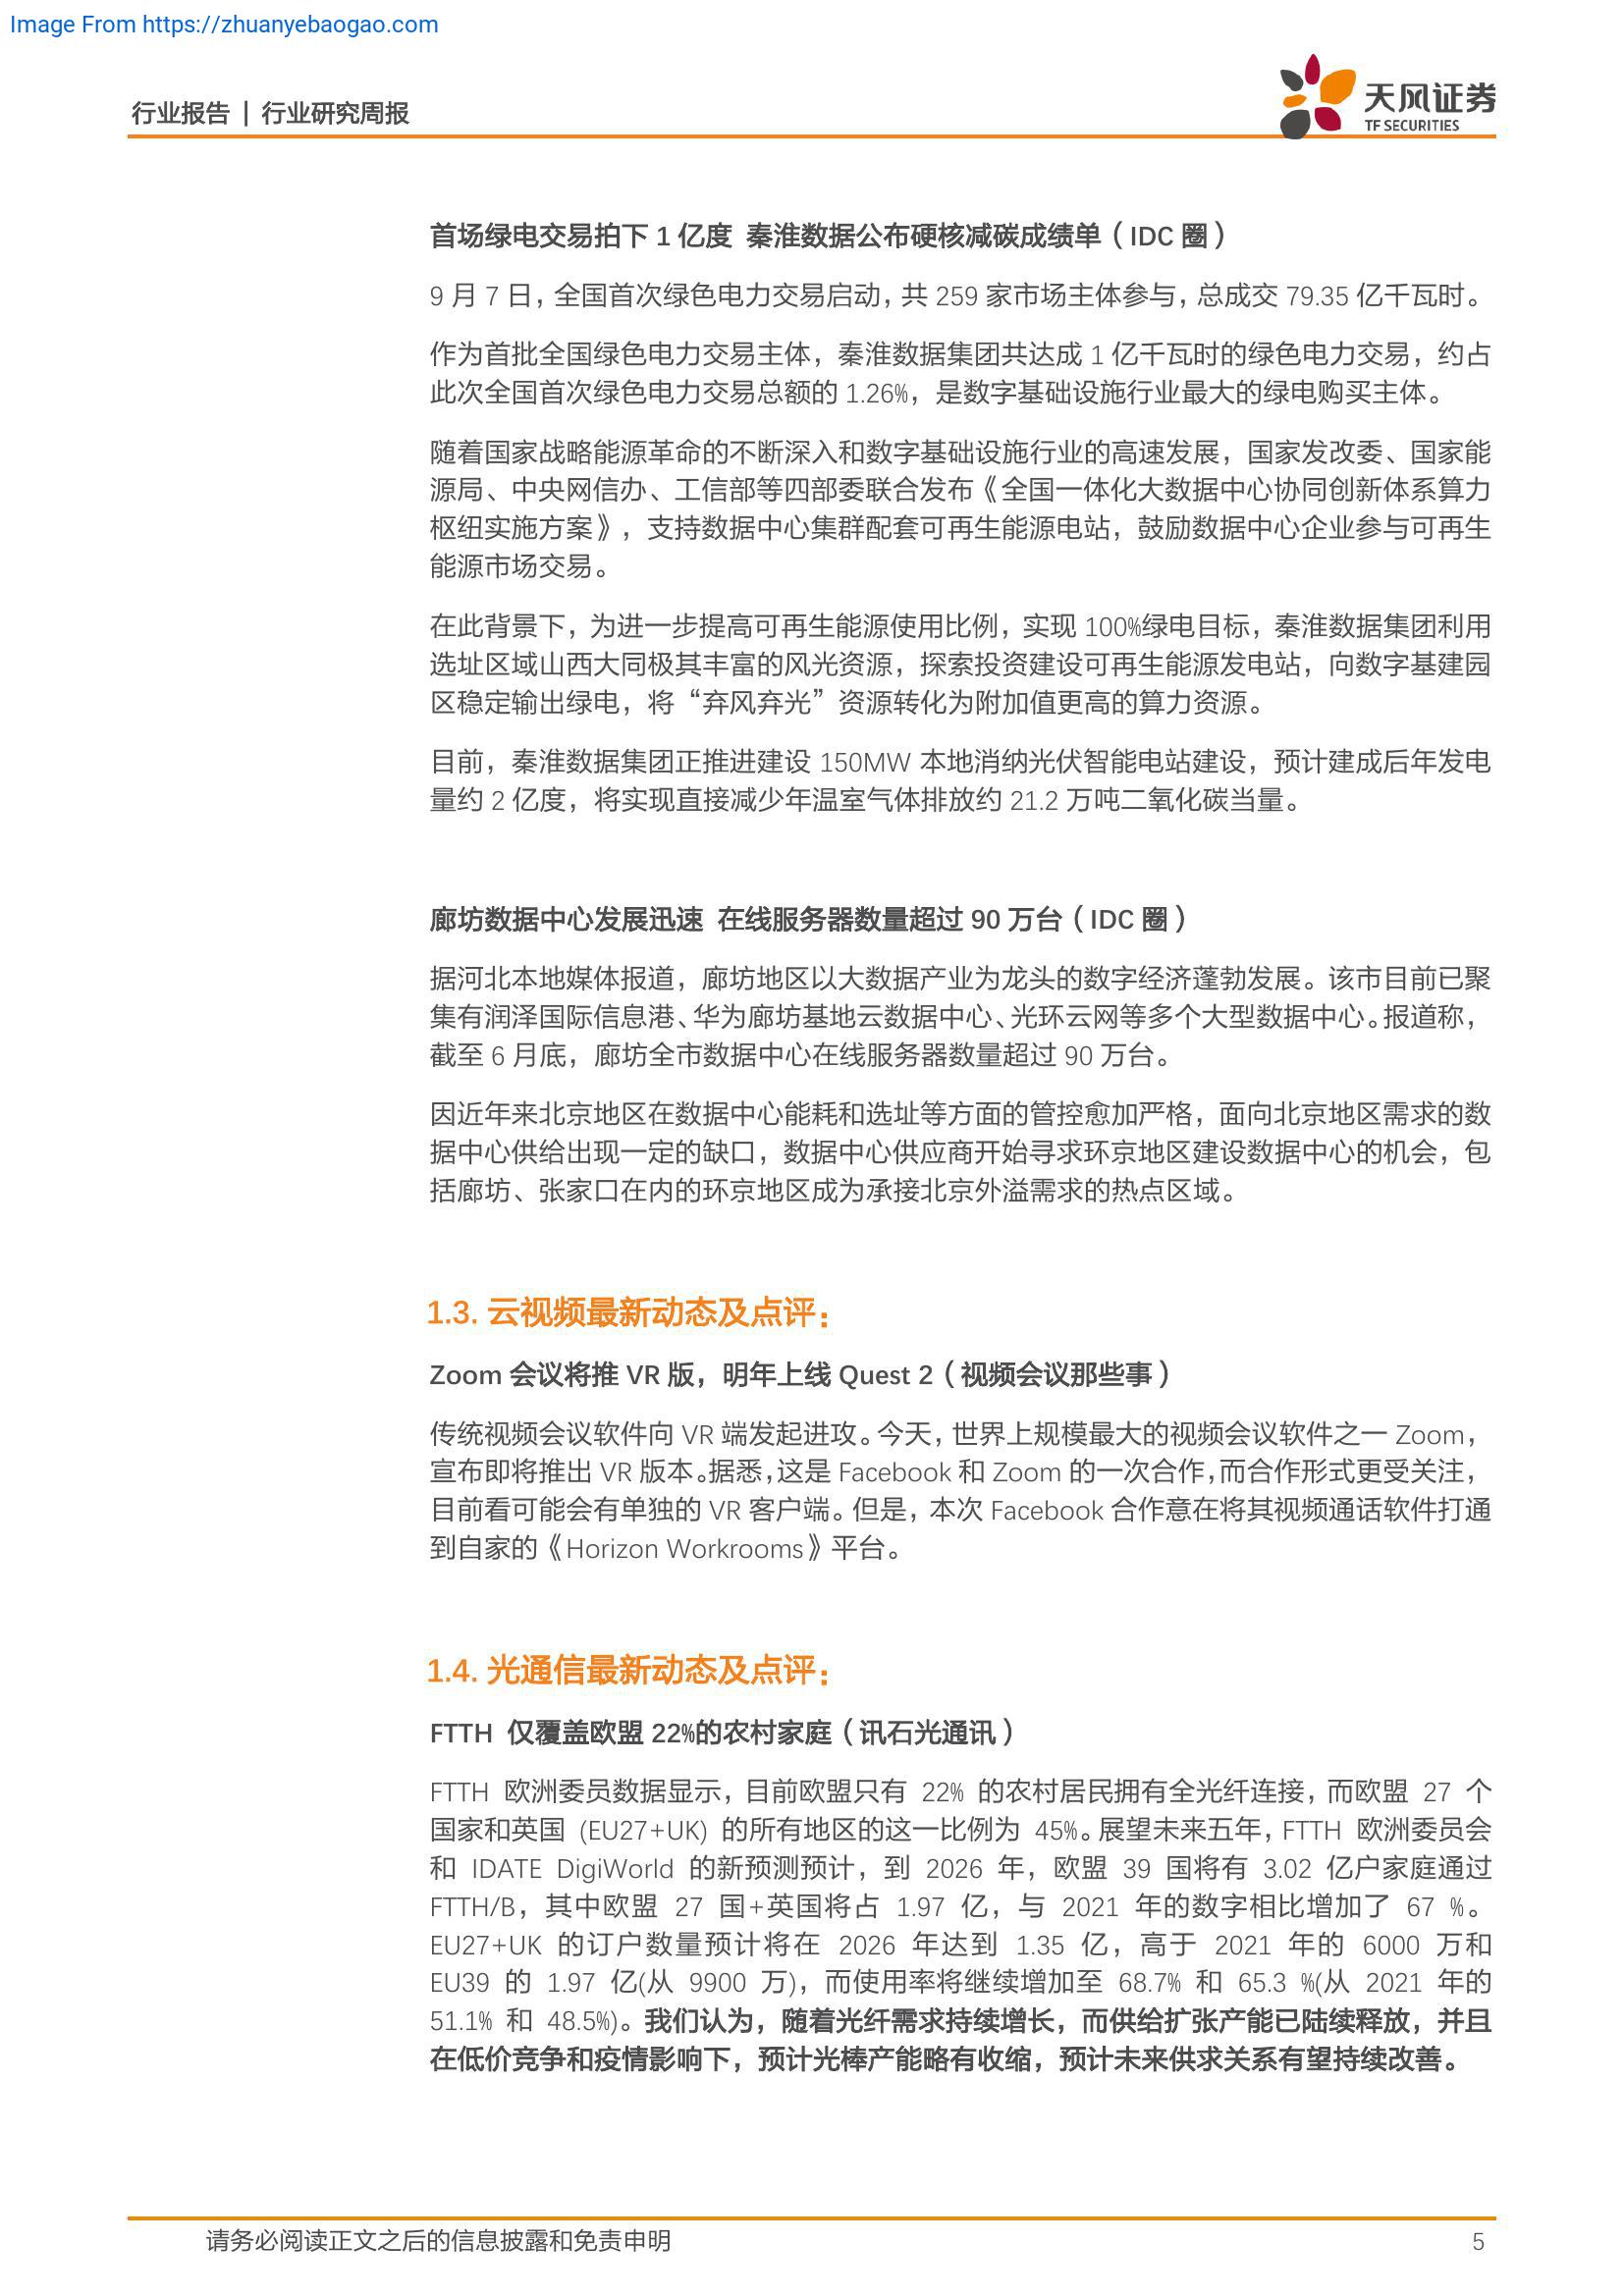 Image From https://zhuanyebaogao.com
行业报告 | 行业研究周报
天风证券
TF SECURITIES
首场绿电交易拍下 1 亿度 秦淮数据公布硬核减碳成绩单（IDC 圈）
9 月 7 日，全国首次绿色电力交易启动，共 259 家市场主体参与，总成交 79.35 亿千瓦时。
作为首批全国绿色电力交易主体，秦淮数据集团共达成 1 亿千瓦时的绿色电力交易，约占
此次全国首次绿色电力交易总额的 1.26%，是数字基础设施行业最大的绿电购买主体。
随着国家战略能源革命的不断深入和数字基础设施行业的高速发展，国家发改委、国家能
源局、中央网信办、工信部等四部委联合发布《全国一体化大数据中心协同创新体系算力
枢纽实施方案》，支持数据中心集群配套可再生能源电站，鼓励数据中心企业参与可再生
能源市场交易。
在此背景下，为进一步提高可再生能源使用比例，实现 100%绿电目标，秦淮数据集团利用
选址区域山西大同极其丰富的风光资源，探索投资建设可再生能源发电站，向数字基建园
区稳定输出绿电，将“弃风弃光”资源转化为附加值更高的算力资源。
目前，秦淮数据集团正推进建设 150MW 本地消纳光伏智能电站建设，预计建成后年发电
量约 2 亿度，将实现直接减少年温室气体排放约 21.2 万吨二氧化碳当量。
廊坊数据中心发展迅速 在线服务器数量超过 90 万台（IDC 圈）
据河北本地媒体报道，廊坊地区以大数据产业为龙头的数字经济蓬勃发展。该市目前已聚
集有润泽国际信息港、华为廊坊基地云数据中心、光环云网等多个大型数据中心。报道称，
截至 6 月底，廊坊全市数据中心在线服务器数量超过 90 万台。
因近年来北京地区在数据中心能耗和选址等方面的管控愈加严格，面向北京地区需求的数
据中心供给出现一定的缺口，数据中心供应商开始寻求环京地区建设数据中心的机会，包
括廊坊、张家口在内的环京地区成为承接北京外溢需求的热点区域。
1.3. 云视频最新动态及点评：
Zoom 会议将推 VR 版，明年上线 Quest 2（视频会议那些事）
传统视频会议软件向 VR 端发起进攻。今天，世界上规模最大的视频会议软件之一 Zoom，
宣布即将推出 VR 版本。据悉，这是 Facebook 和 Zoom 的一次合作，而合作形式更受关注，
目前看可能会有单独的 VR 客户端。但是，本次 Facebook 合作意在将其视频通话软件打通
到自家的《Horizon Workrooms》平台。
1.4. 光通信最新动态及点评：
FTTH 仅覆盖欧盟 22%的农村家庭（讯石光通讯）
FTTH 欧洲委员数据显示，目前欧盟只有 22% 的农村居民拥有全光纤连接，而欧盟 27 个
国家和英国 (EU27+UK) 的所有地区的这一比例为 45%。展望未来五年，FTTH 欧洲委员会
和 IDATE DigiWorld 的新预测预计，到 2026 年，欧盟 39 国将有 3.02 亿户家庭通过
FTTH/B，其中欧盟 27 国+英国将占 1.97 亿，与 2021 年的数字相比增加了 67 %。
EU27+UK 的订户数量预计将在 2026 年达到 1.35 亿，高于 2021 年的 6000 万和
EU39 的 1.97 亿(从 9900 万)，而使用率将继续增加至 68.7% 和 65.3 %(从 2021 年的
51.1% 和 48.5%)。我们认为，随着光纤需求持续增长，而供给扩张产能已陆续释放，并且
在低价竞争和疫情影响下，预计光棒产能略有收缩，预计未来供求关系有望持续改善。
请务必阅读正文之后的信息披露和免责申明
5